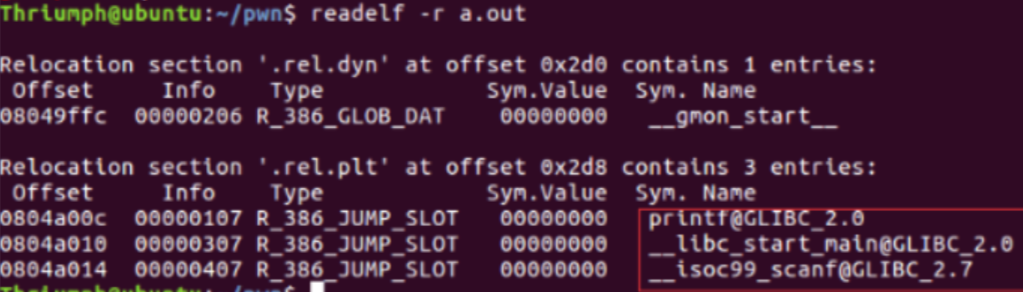 Thriumph@ubuntu:~/pwn$ readelf -r a.out
Relocation section '.rel.dyn' at offset 0x2d0 contains 1 entries:
Offset Info Type Sym.Value Sym. Name
08049ffc 00000206 R_386_GLOB_DAT 00000000 __gmon_start__
Relocation section '.rel.plt' at offset 0x2d8 contains 3 entries:
Offset Info Type Sym.Value Sym. Name
0804a00c 00000107 R_386_JUMP_SLOT 00000000 printf@GLIBC_2.0
0804a010 00000307 R_386_JUMP_SLOT 00000000 __libc_start_main@GLIBC_2.0
0804a014 00000407 R_386_JUMP_SLOT 00000000 __isoc99_scanf@GLIBC_2.7
Thriumph@ubuntu:~/pwn$